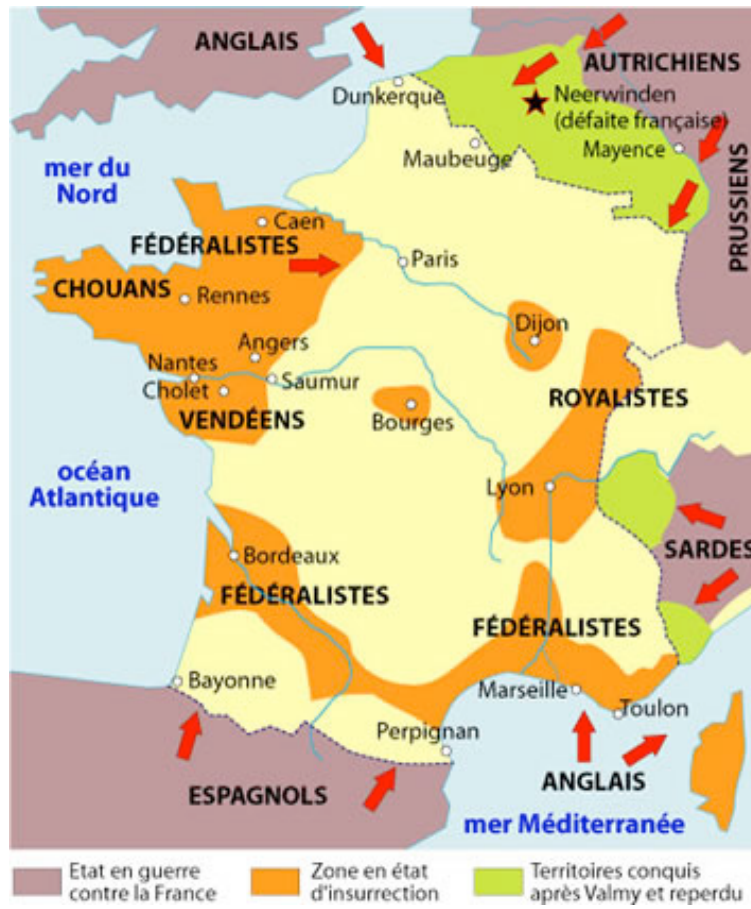 ANGLAIS
AUTRICHIENS
Dunkerque
Neerwinden
(défaite française)
mer du
Nord
Maubeuge
Mayence
PRUSSIENS
Caen
FÉDÉRALISTES
Paris
CHOUANS
Rennes
Dijon
Angers
Nantes
Saumur
Cholet
ROYALISTES
VENDÉENS
Bourges
océan
Atlantique
Lyon
SARDES
Bordeaux
FÉDÉRALISTES
FÉDÉRALISTES
Bayonne
Marseille
Toulon
Perpignan
ESPAGNOLS
ANGLAIS
mer Méditerranée
Etat en guerre
contre la France
Zone en état
d'insurrection
Territoires conquis
après Valmy et reperdu